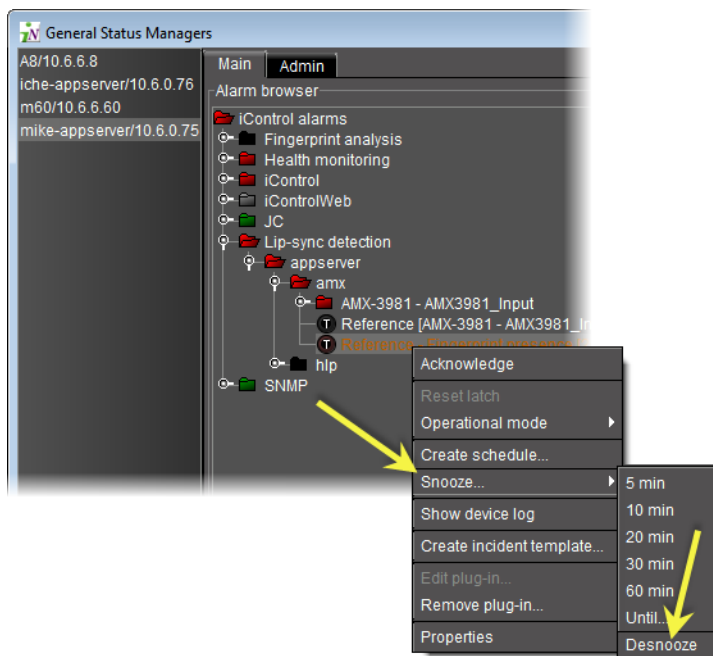 General Status Managers
A8/10.6.6.8
iche-appserver/10.6.0.76
m60/10.6.6.60
mike-appserver/10.6.0.75
Main
Admin
Alarm browser
iControl alarms
Fingerprint analysis
Health monitoring
iControl
iControlWeb
JC
Lip-sync detection
appserver
amx
AMX-3981 - AMX3981_Input
Reference [AMX-3981 - AMX3981_In
Reference - Fingerprint
hlp
SNMP
Acknowledge
Reset latch
Operational mode
Create schedule...
Snooze...
Show device log
Create incident template...
Edit plug-in...
Remove plug-in...
Properties
5 min
10 min
20 min
30 min
60 min
Until...
Desnooze